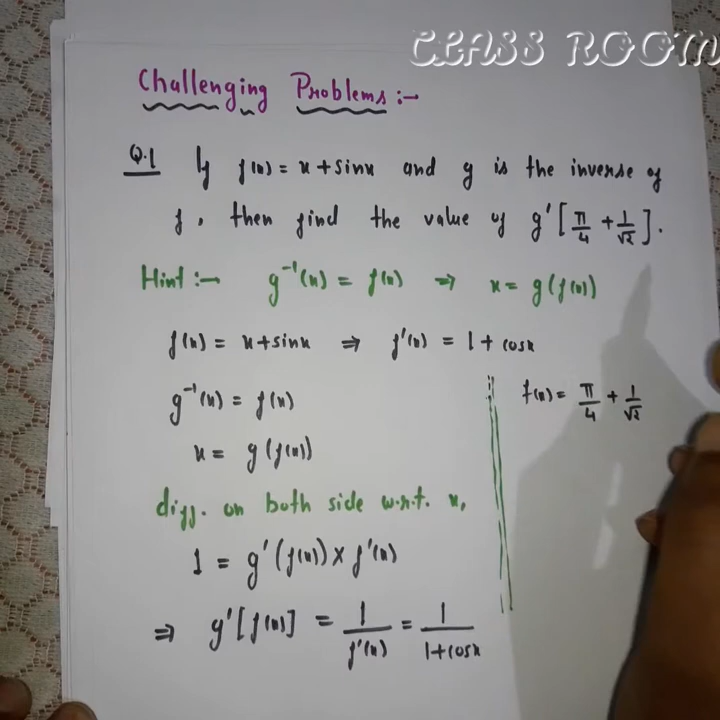 CLASS ROOM
Challenging Problems :-
Q.1 If f(x) = x + sinx and g is the inverse of
f, then find the value of g'[π/4 + 1/√2].
Hint :- g⁻¹(x) = f(x) ⇒ x = g(f(x))
f(x) = x + sinx ⇒ f'(x) = 1 + cosx
g⁻¹(x) = f(x)
x = g(f(x))
diff. on both side w.r.t. x,
1 = g'(f(x)) × f'(x)
⇒ g'[f(x)] = 1/f'(x) = 1/1+cosx
f(x) = π/4 + 1/√2